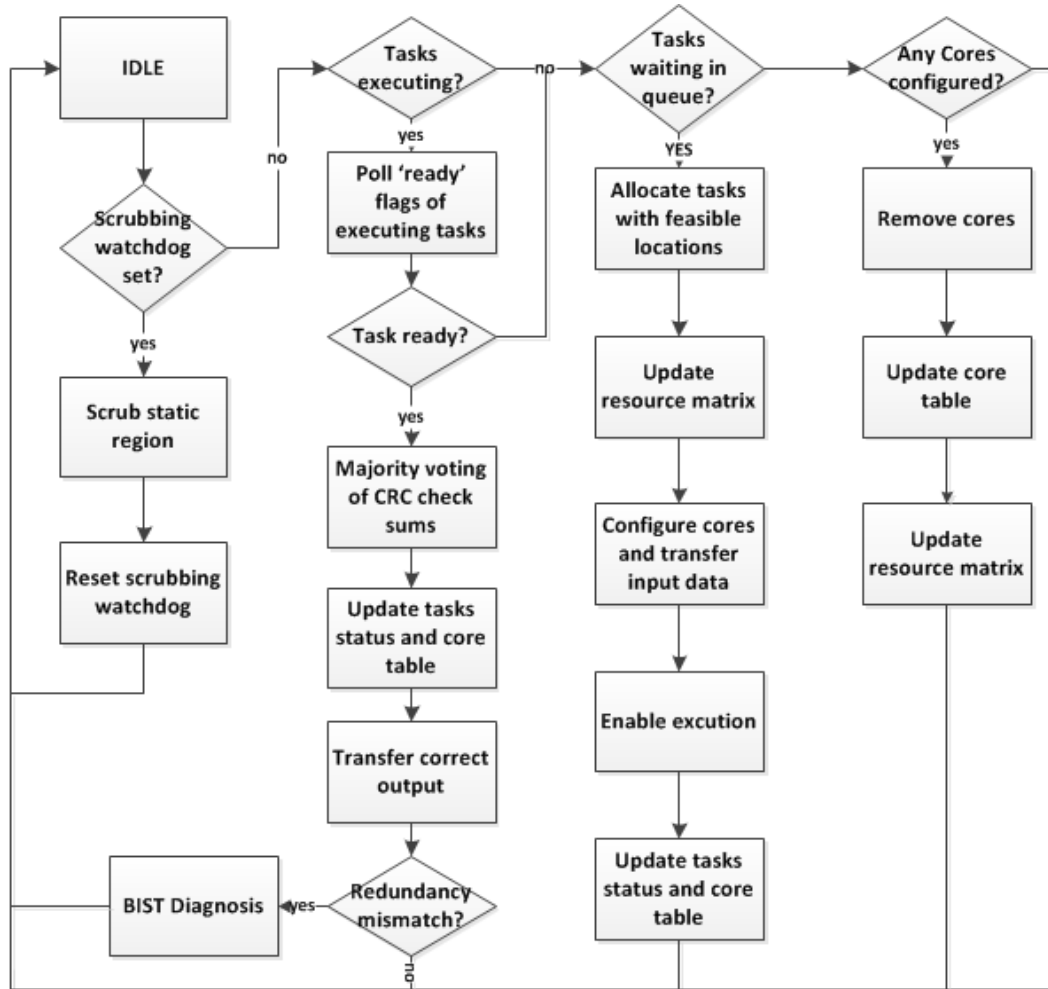 IDLE
Scrubbing
watchdog
set?
yes
Scrub static
region
Reset scrubbing
watchdog
no
Tasks
executing?
no
yes
Poll ‘ready’
flags of
executing tasks
Task ready?
yes
Majority voting
of CRC check
sums
Update tasks
status and core
table
Transfer correct
output
Redundancy
mismatch?
yes
BIST Diagnosis
no
Tasks
waiting in
queue?
YES
Allocate tasks
with feasible
locations
Update
resource matrix
Configure cores
and transfer
input data
Enable excution
Update tasks
status and core
table
Any Cores
configured?
yes
Remove cores
Update core
table
Update
resource matrix